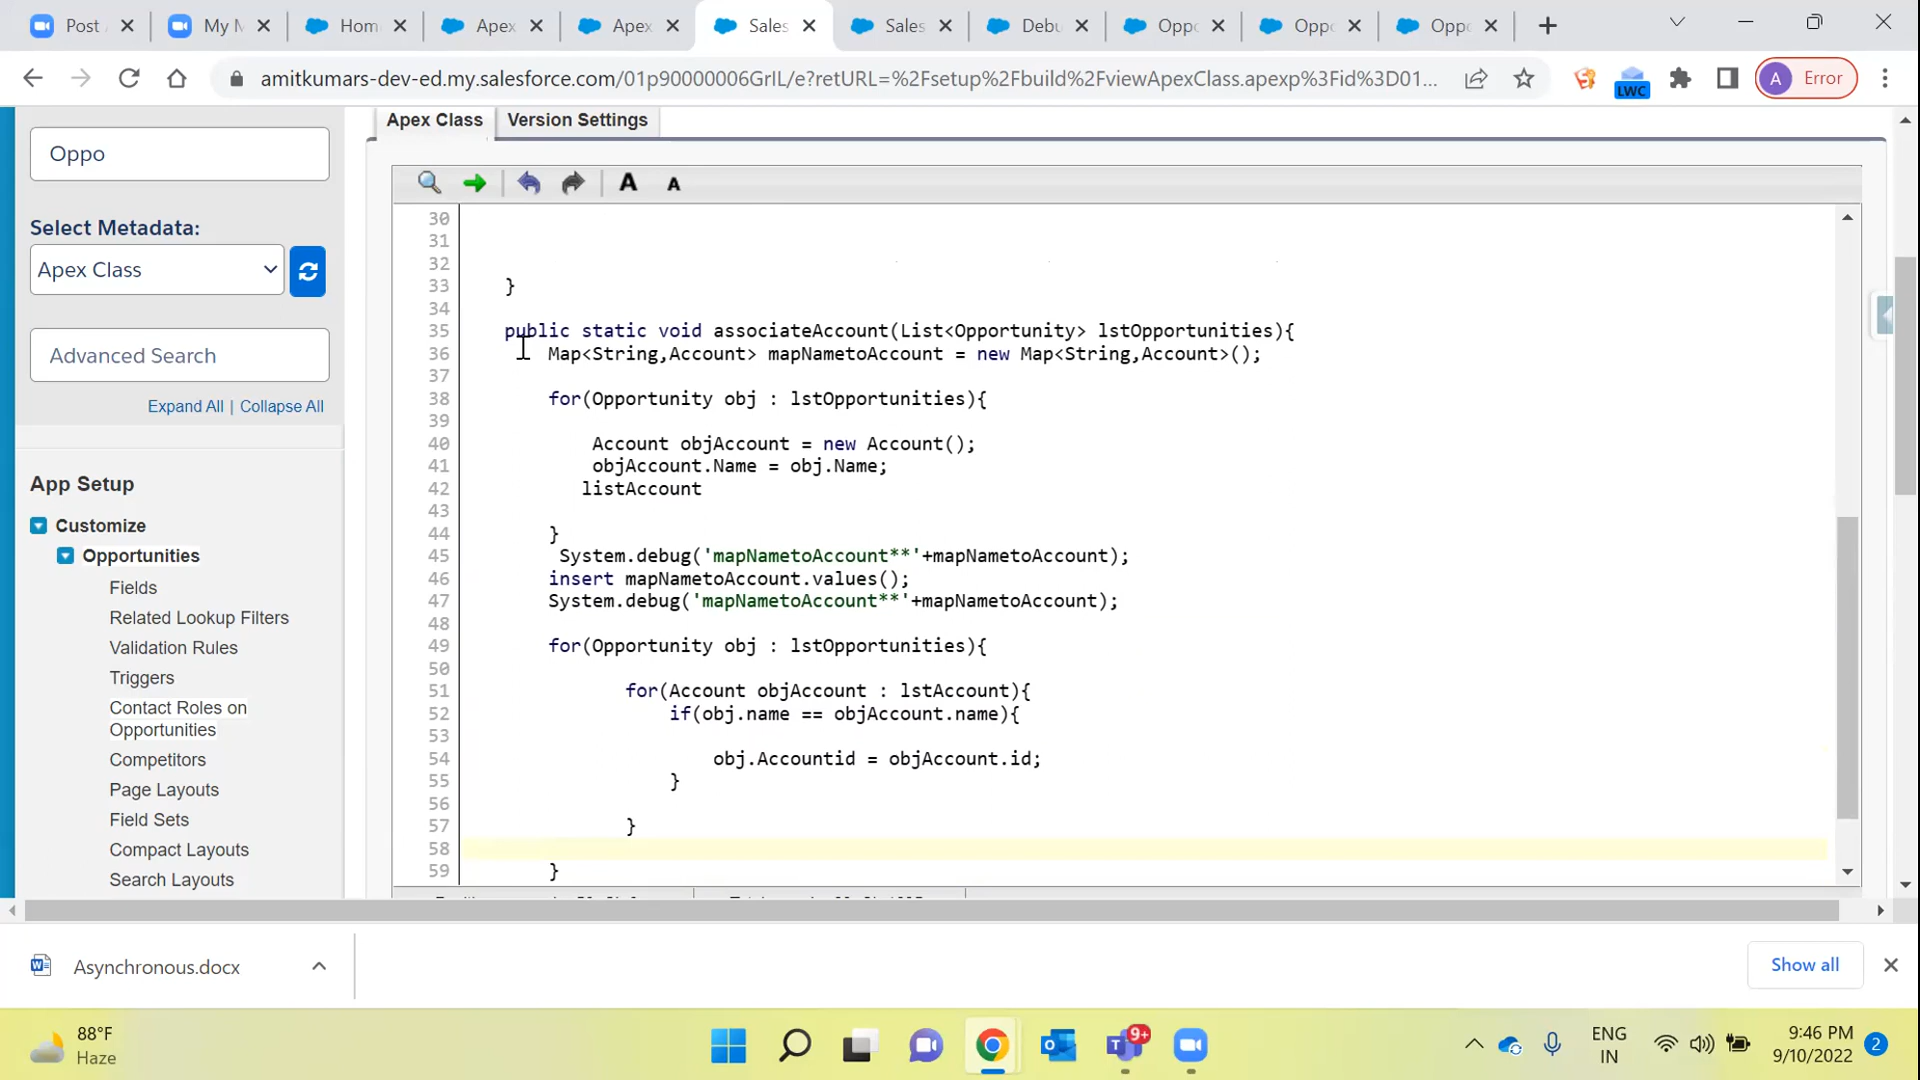 Post
My M
Hom
Apex
Apex
Sales
Sales
Debu
Oppo
Oppo
Oppo
amitkumars-dev-ed.my.salesforce.com/01p90000006GrIL/e?retURL=%2Fsetup%2Fbuild%2FviewApexClass.apexp%3Fid%3D01...
LWC
A Error
Oppo
Select Metadata:
Apex Class
Advanced Search
Expand All | Collapse All
App Setup
Customize
Opportunities
Fields
Related Lookup Filters
Validation Rules
Triggers
Contact Roles on
Opportunities
Competitors
Page Layouts
Field Sets
Compact Layouts
Search Layouts
Apex Class Version Settings
A A
30
31
32
33 }
34
35 public static void associateAccount(List<Opportunity> lstOpportunities){
36 Map<String,Account> mapNametoAccount = new Map<String,Account>();
37
38 for(Opportunity obj : lstOpportunities){
39
40 Account objAccount = new Account();
41 objAccount.Name = obj.Name;
42 listAccount
43
44 }
45 System.debug('mapNametoAccount**'+mapNametoAccount);
46 insert mapNametoAccount.values();
47 System.debug('mapNametoAccount**'+mapNametoAccount);
48
49 for(Opportunity obj : lstOpportunities){
50
51 for(Account objAccount : lstAccount){
52 if(obj.name == objAccount.name){
53
54 obj.Accountid = objAccount.id;
55 }
56
57 }
58
59 }
Asynchronous.docx
Show all
88°F
Haze
9+
ENG
IN
9:46 PM
9/10/2022
2